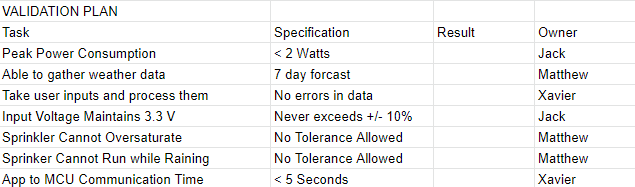 VALIDATION PLAN
Task Specification Result Owner
Peak Power Consumption < 2 Watts Jack
Able to gather weather data 7 day forcast Matthew
Take user inputs and process them No errors in data Xavier
Input Voltage Maintains 3.3 V Never exceeds +/- 10% Jack
Sprinkler Cannot Oversaturate No Tolerance Allowed Matthew
Sprinker Cannot Run while Raining No Tolerance Allowed Matthew
App to MCU Communication Time < 5 Seconds Xavier